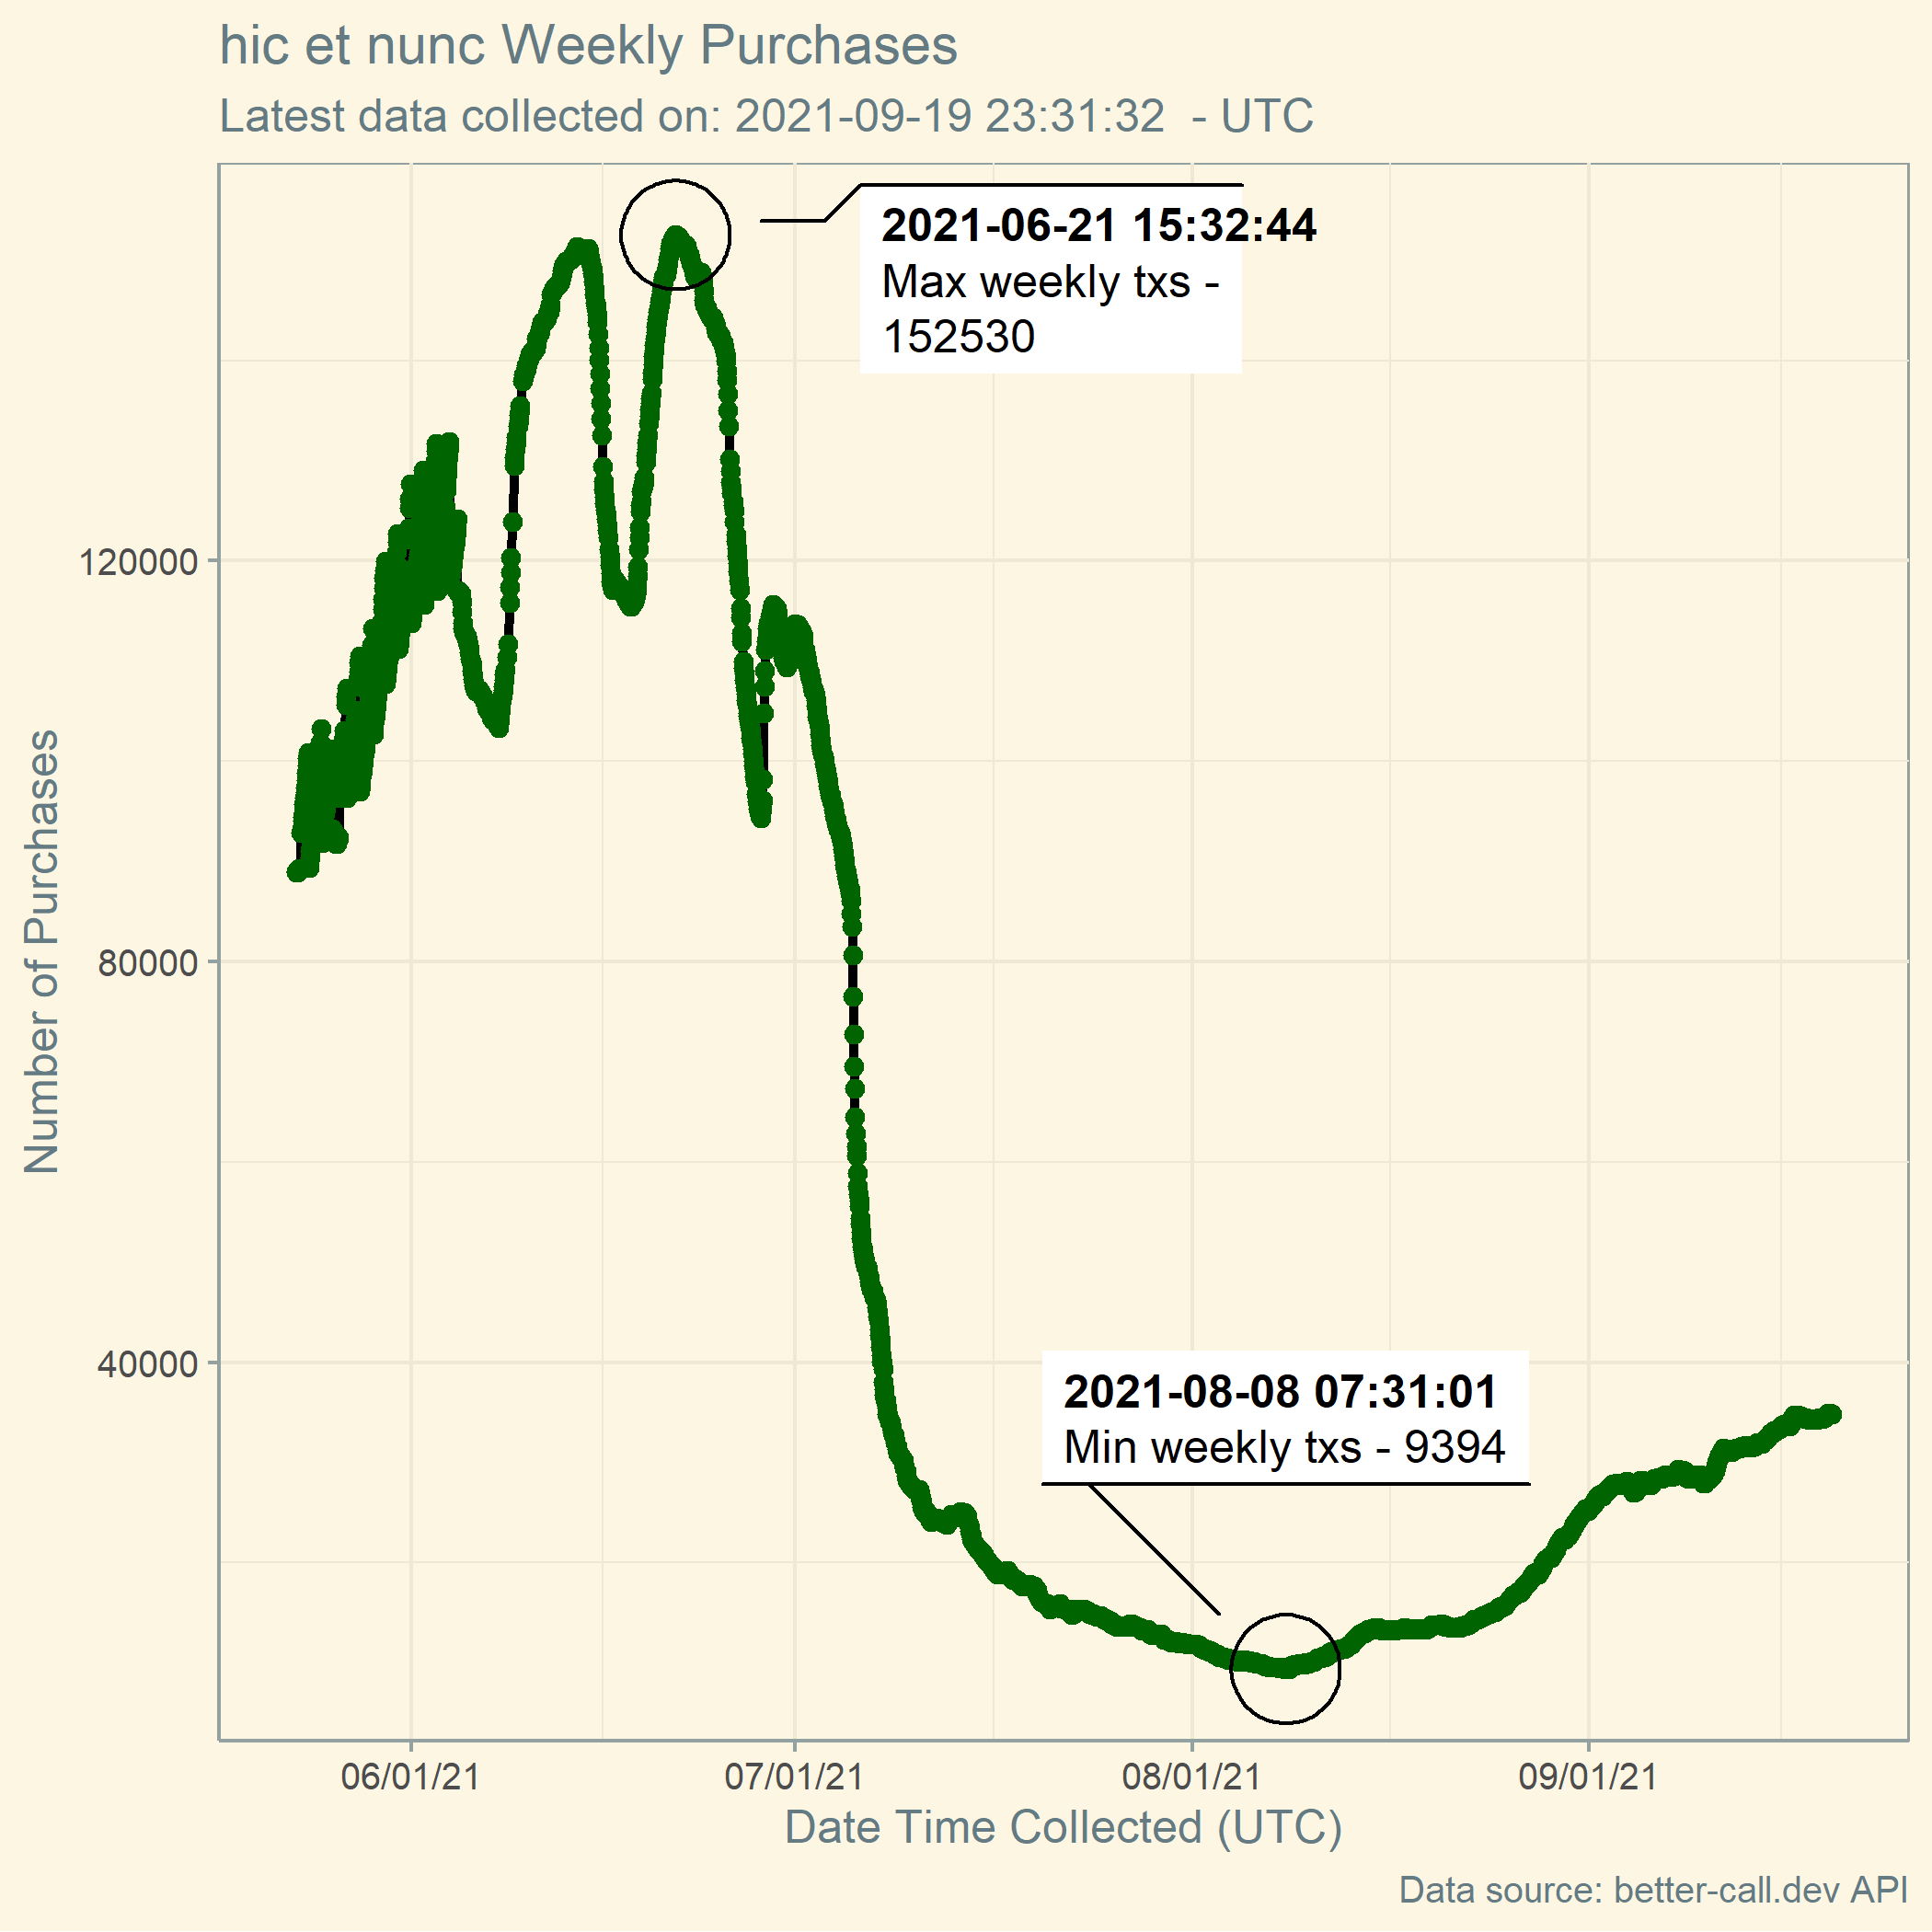 hic et nunc Weekly Purchases
Latest data collected on: 2021-09-19 23:31:32 - UTC
2021-06-21 15:32:44
Max weekly txs -
152530
120000
80000
40000
Number of Purchases
2021-08-08 07:31:01
Min weekly txs - 9394
06/01/21 07/01/21 08/01/21 09/01/21
Date Time Collected (UTC)
Data source: better-call.dev API